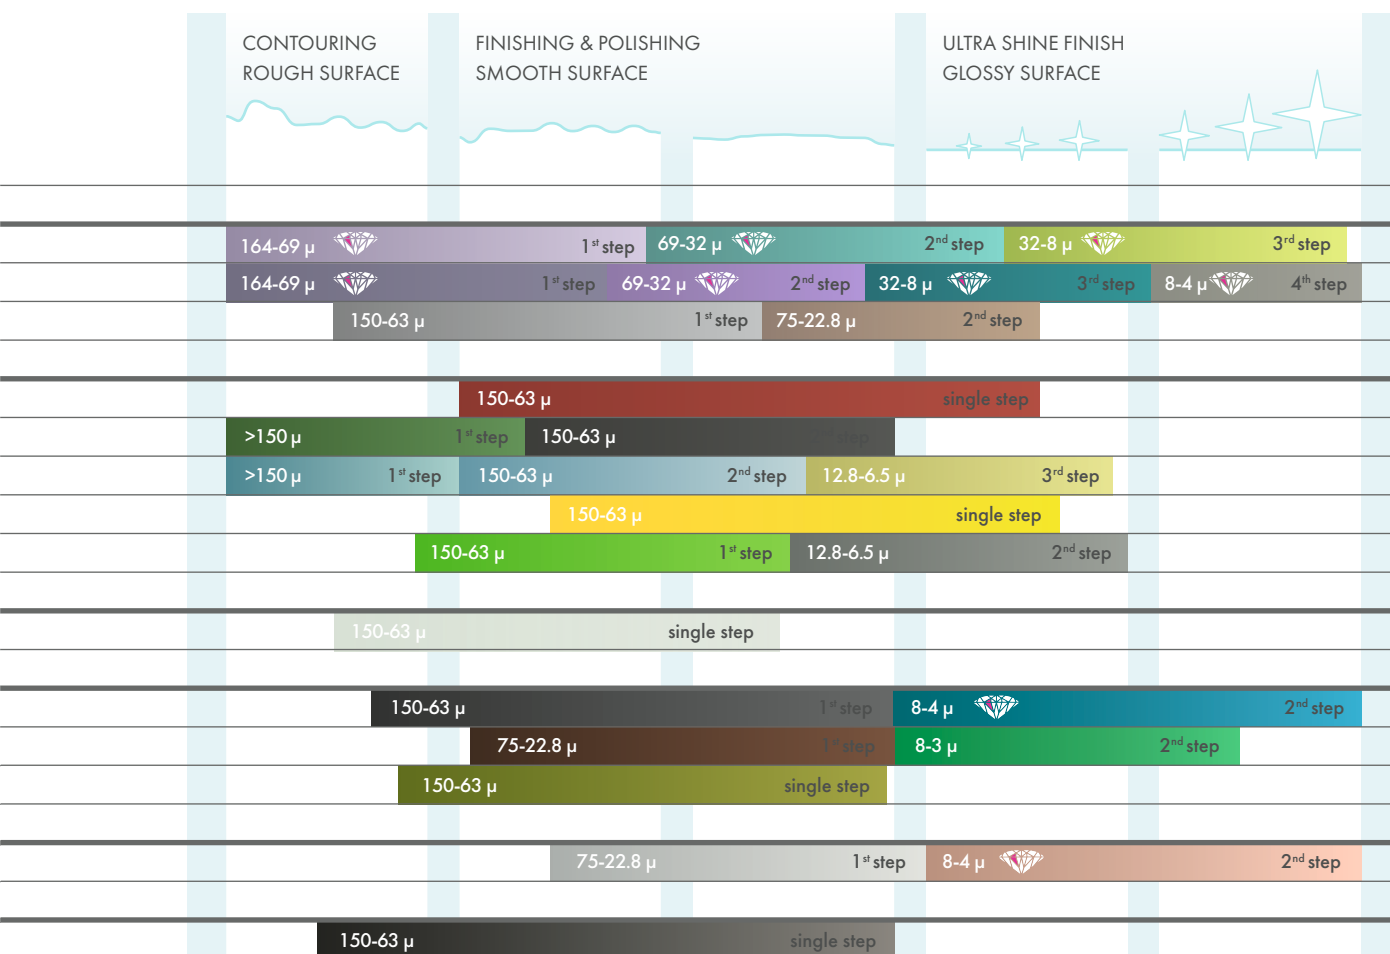 CONTOURING
ROUGH SURFACE
FINISHING & POLISHING
SMOOTH SURFACE
ULTRA SHINE FINISH
GLOSSY SURFACE
164-69 µ 1st step 69-32 µ 2nd step 32-8 µ 3rd step
164-69 µ 1st step 69-32 µ 2nd step 32-8 µ 3rd step 8-4 µ 4th step
150-63 µ 1st step 75-22.8 µ 2nd step
150-63 µ single step
>150 µ 1st step 150-63 µ 2nd step
>150 µ 1st step 150-63 µ 2nd step 12.8-6.5 µ 3rd step
150-63 µ single step
150-63 µ 1st step 12.8-6.5 µ 2nd step
150-63 µ single step
150-63 µ 1st step 8-4 µ 2nd step
75-22.8 µ 1st step 8-3 µ 2nd step
150-63 µ single step
75-22.8 µ 1st step 8-4 µ 2nd step
150-63 µ single step